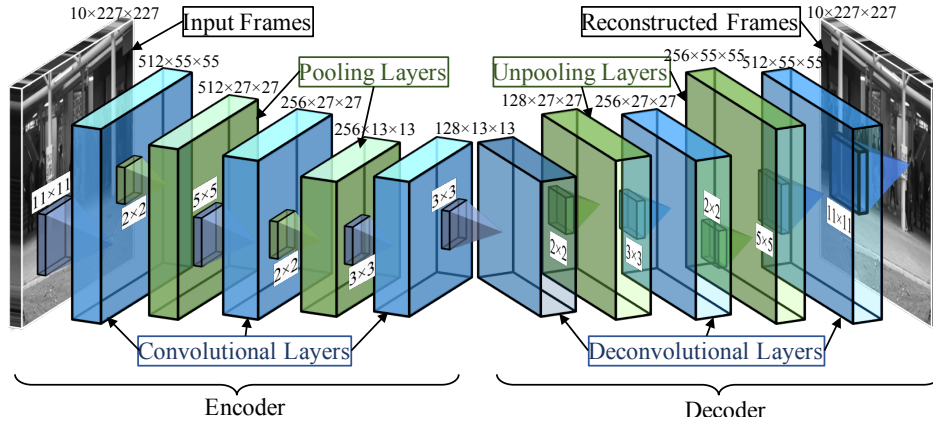 10×227×227
Input Frames
Reconstructed Frames
10×227×227
512×55×55
Pooling Layers
Unpooling Layers
256×55×55
512×55×55
512×27×27
256×27×27
128×27×27
256×27×27
256×13×13
128×13×13
11×11
2×2
5×5
2×2
3×3
3×3
2×2
3×3
2×2
5×5
11×11
Convolutional Layers
Deconvolutional Layers
Encoder
Decoder